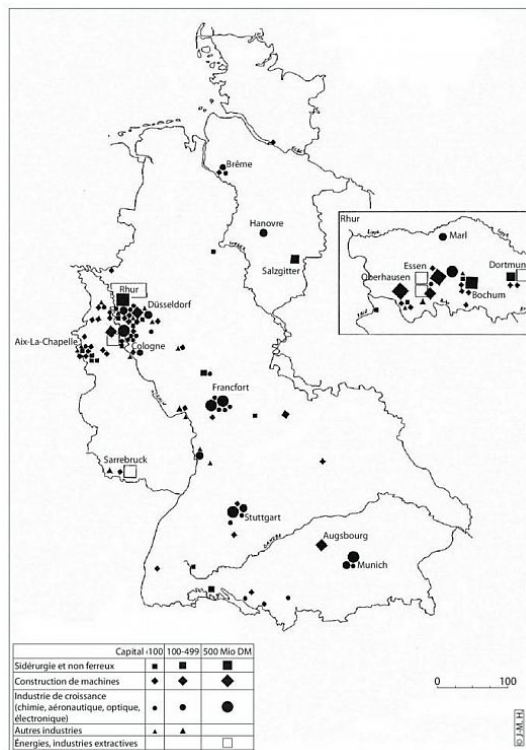 Brême
Hanovre
Salzgitter
Rhur
Marl
Essen
Dortmun
Oberhausen
Bochum
Rhur
Düsseldorf
Aix-La-Chapelle
Cologne
Francfort
Sarrebruck
Stuttgart
Augsbourg
Munich
Capital <100 100-499 500 Mio DM
Sidérurgie et non ferreux
Construction de machines
Industrie de croissance
(chimie, aéronautique, optique,
électronique)
Autres industries
Énergies, industries extractives
0 100
© J-M. H.